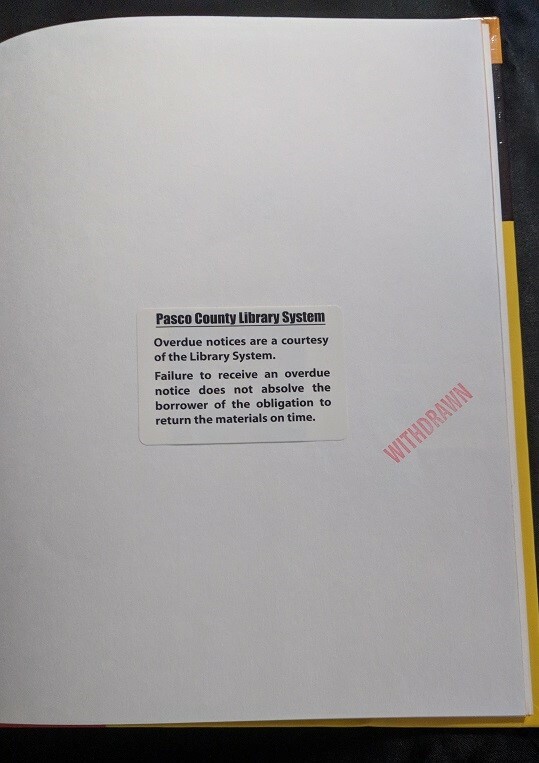 Pasco County Library System
Overdue notices are a courtesy
of the Library System.
Failure to receive an overdue
notice does not absolve the
borrower of the obligation to
return the materials on time.
WITHDRAWN